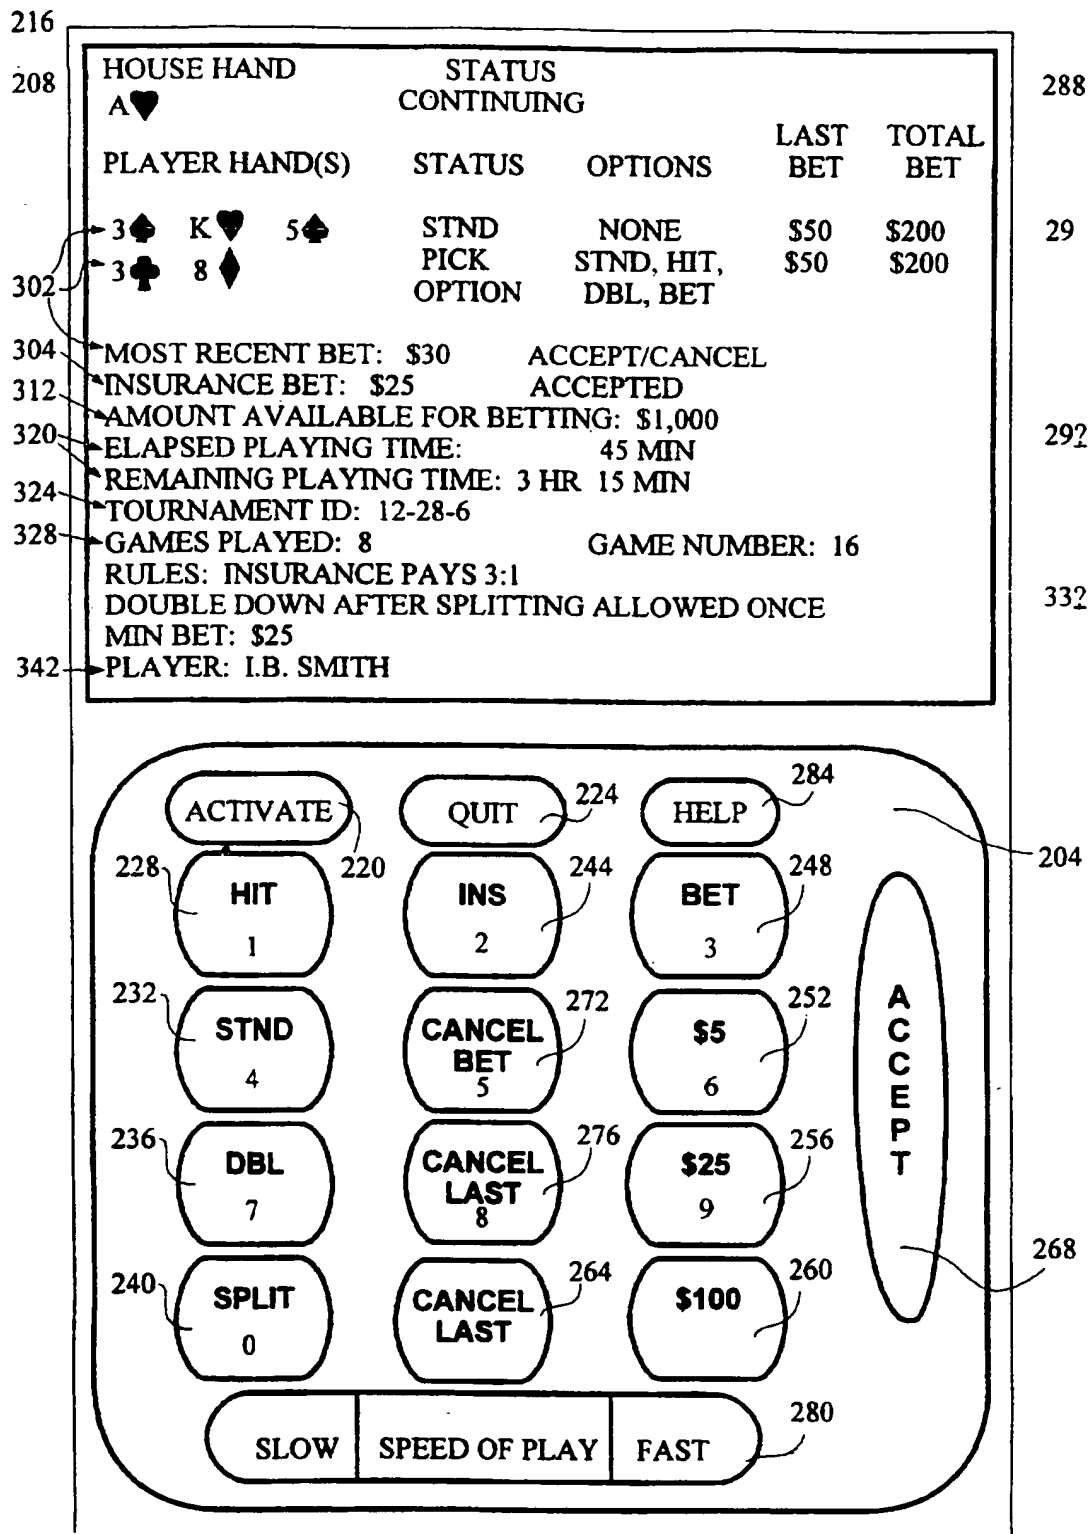 216
208 HOUSE HAND STATUS 288
A♥ CONTINUING
LAST TOTAL
PLAYER HAND(S) STATUS OPTIONS BET BET
3♠ K♥ 5♠ STND NONE $50 $200 29
3♣ 8♦ PICK STND, HIT, $50 $200
302 OPTION DBL, BET
304 MOST RECENT BET: $30 ACCEPT/CANCEL
312 INSURANCE BET: $25 ACCEPTED
AMOUNT AVAILABLE FOR BETTING: $1,000
320 ELAPSED PLAYING TIME: 45 MIN
REMAINING PLAYING TIME: 3 HR 15 MIN
324 TOURNAMENT ID: 12-28-6
328 GAMES PLAYED: 8 GAME NUMBER: 16
RULES: INSURANCE PAYS 3:1
DOUBLE DOWN AFTER SPLITTING ALLOWED ONCE
MIN BET: $25
342 PLAYER: I.B. SMITH
ACTIVATE QUIT 224 HELP 284
228 220 244 248 204
HIT INS BET
1 2 3
232 272 252
STND CANCEL $5
BET
4 5 6
236 276 256
DBL CANCEL $25
LAST
7 8 9
240 264 260 268
SPLIT CANCEL $100
LAST
0
ACCEPT
SLOW SPEED OF PLAY FAST 280